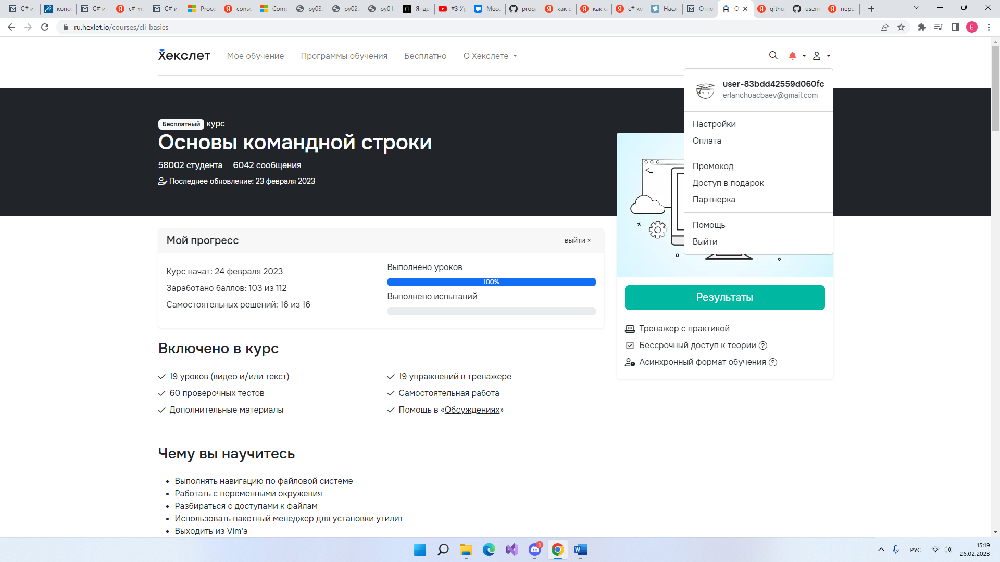 C# и
конс
C# и
c# me
C# и
Proce
conso
Comp
py03.
py02.
py01.
Янде
#3 Ур
Месс
proga
как с
как с
c# ко
Насл
Отно
О
githu
usern
пере
ru.hexlet.io/courses/cli-basics
E
Хекслет
Мое обучение
Программы обучения
Бесплатно
О Хекслете
user-83bdd42559d060fc
erlanchuacbaev@gmail.com
Настройки
Оплата
Промокод
Доступ в подарок
Партнерка
Помощь
Выйти
Бесплатный курс
Основы командной строки
58002 студента 6042 сообщения
Последнее обновление: 23 февраля 2023
Мой прогресс
выйти ×
Курс начат: 24 февраля 2023
Заработано баллов: 103 из 112
Самостоятельных решений: 16 из 16
Выполнено уроков
100%
Выполнено испытаний
Результаты
Тренажер с практикой
Бессрочный доступ к теории ?
Асинхронный формат обучения ?
Включено в курс
19 уроков (видео и/или текст)
60 проверочных тестов
Дополнительные материалы
19 упражнений в тренажере
Самостоятельная работа
Помощь в «Обсуждениях»
Чему вы научитесь
Выполнять навигацию по файловой системе
Работать с переменными окружения
Разбираться с доступами к файлам
Использовать пакетный менеджер для установки утилит
Выходить из Vim'а
1
РУС
15:19
26.02.2023